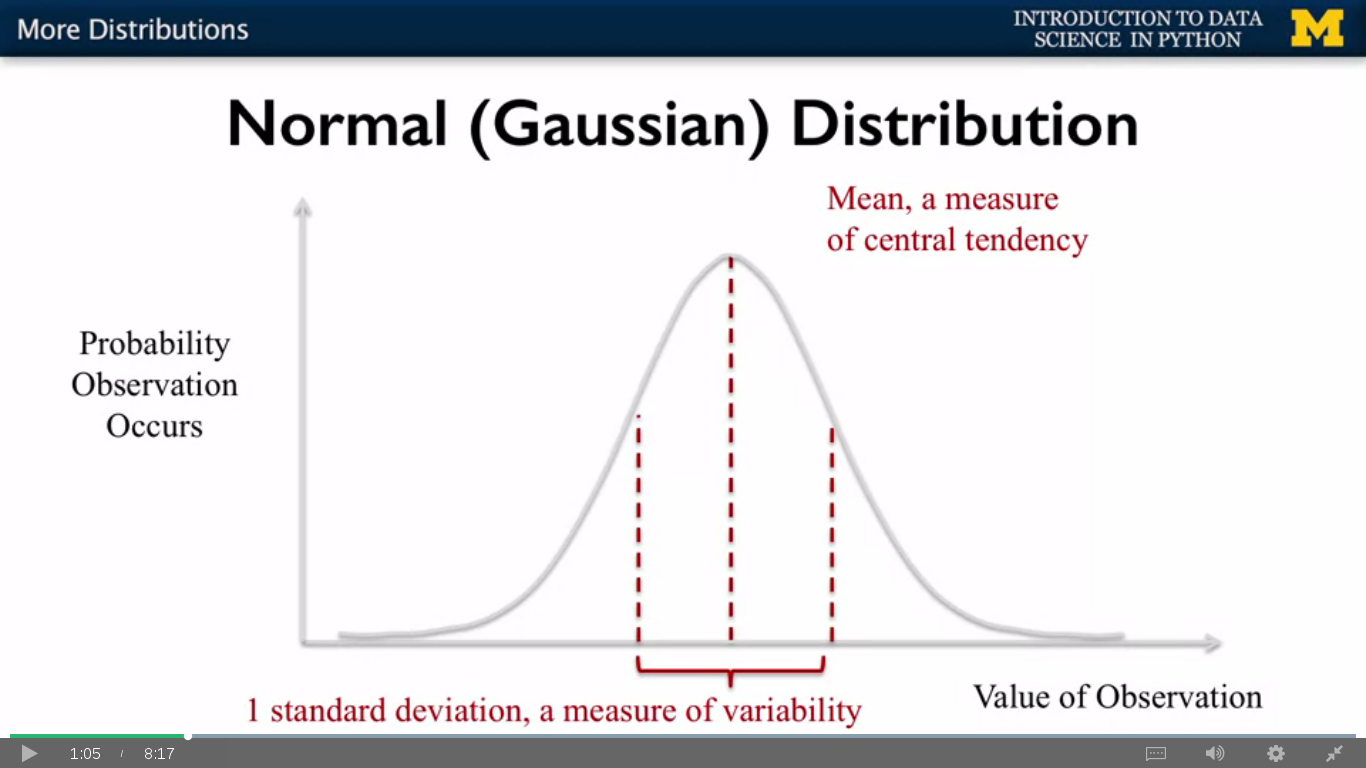 More Distributions
INTRODUCTION TO DATA
SCIENCE IN PYTHON
M
Normal (Gaussian) Distribution
Mean, a measure
of central tendency
Probability
Observation
Occurs
1 standard deviation, a measure of variability
Value of Observation
1:05 / 8:17